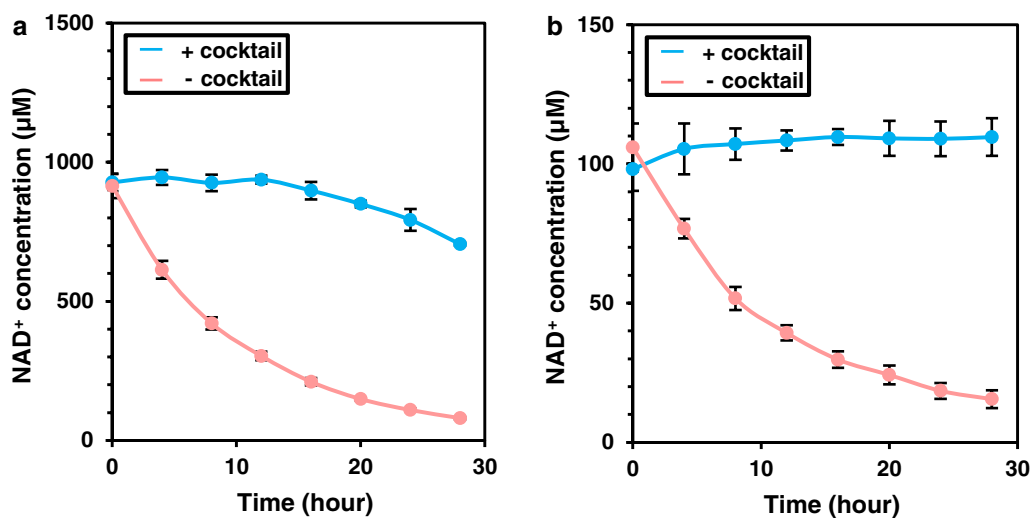 a
1500
1000
500
0
0
10
20
30
NAD⁺ concentration (µM)
Time (hour)
+ cocktail
- cocktail
b
150
100
50
0
0
10
20
30
NAD⁺ concentration (µM)
Time (hour)
+ cocktail
- cocktail